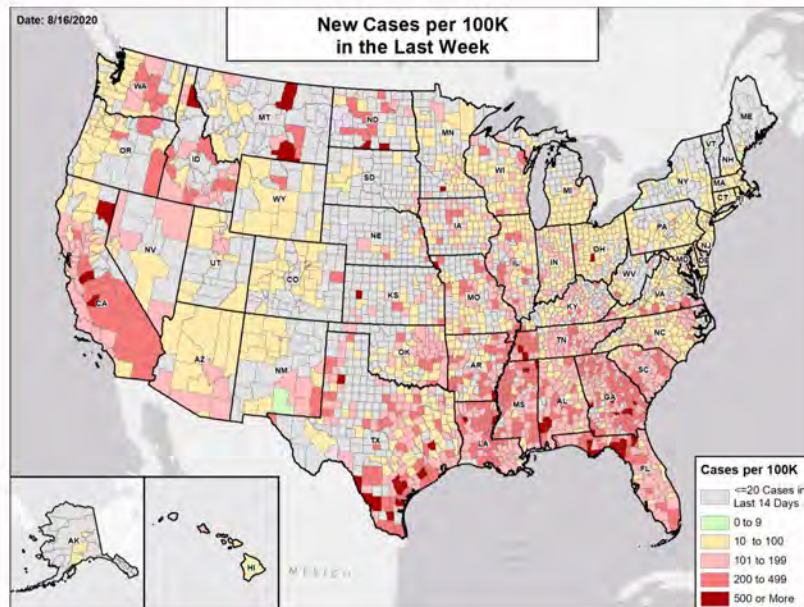 Date: 8/16/2020
New Cases per 100K
in the Last Week
WA
MT
ND
MN
ME
OR
ID
SD
WI
MI
VT
NH
NY
MA
CT
WY
IA
PA
NJ
NE
NV
UT
CO
IL
IN
OH
MD
DE
WV
CA
KS
MO
KY
VA
AZ
NM
OK
AR
TN
NC
SC
TX
LA
MS
AL
GA
FL
AK
HI
MEXICO
Cases per 100K
<=20 Cases in
Last 14 Days
0 to 9
10 to 100
101 to 199
200 to 499
500 or More